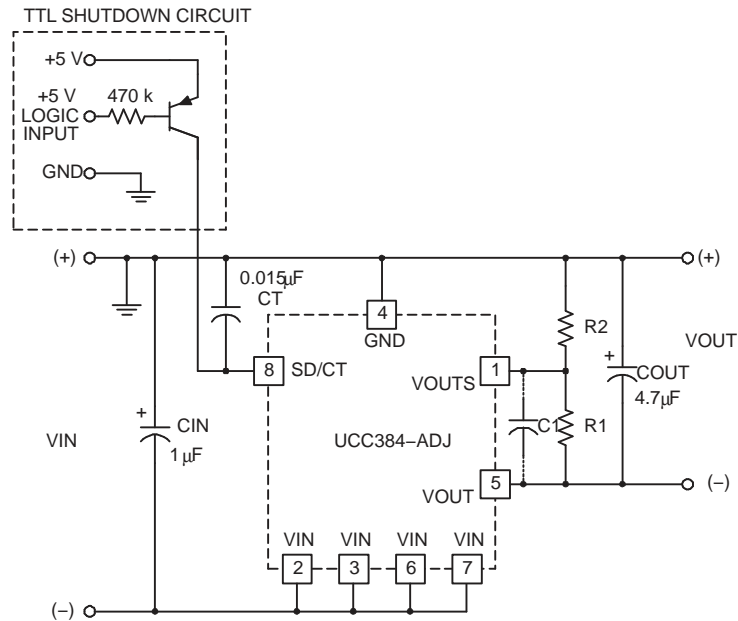 TTL SHUTDOWN CIRCUIT
+5 V
+5 V
LOGIC
INPUT
470 k
GND
(+)
(+)
0.015μF
CT
4
GND
R2
VOUT
8
SD/CT
1
VOUTS
+
COUT
4.7μF
+
CIN
1 μF
VIN
C1
R1
UCC384–ADJ
5
VOUT
(–)
VIN
VIN
VIN
VIN
2
3
6
7
(–)